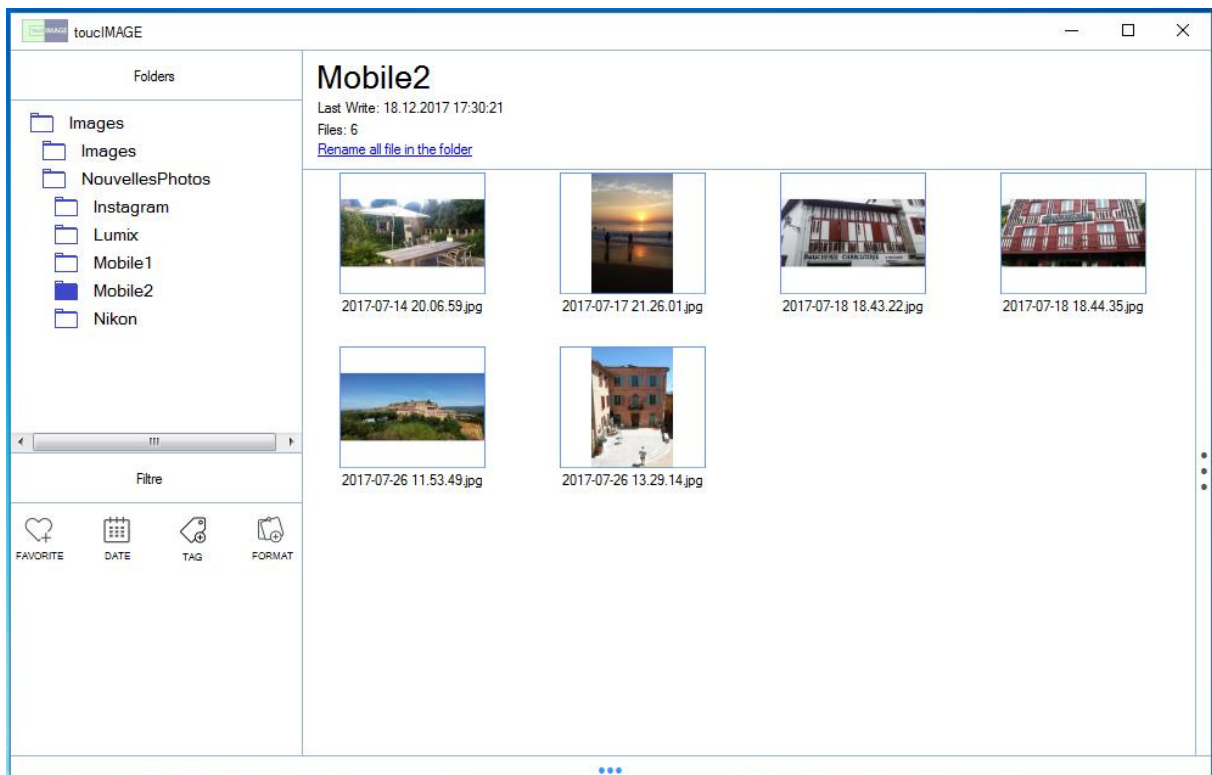 IMAGE toucIMAGE
Folders
Images
Images
NouvellesPhotos
Instagram
Lumix
Mobile1
Mobile2
Nikon
Filtre
FAVORITE DATE TAG FORMAT
Mobile2
Last Write: 18.12.2017 17:30:21
Files: 6
Rename all file in the folder
2017-07-14 20.06.59.jpg 2017-07-17 21.26.01.jpg 2017-07-18 18.43.22.jpg 2017-07-18 18.44.35.jpg
2017-07-26 11.53.49.jpg 2017-07-26 13.29.14.jpg